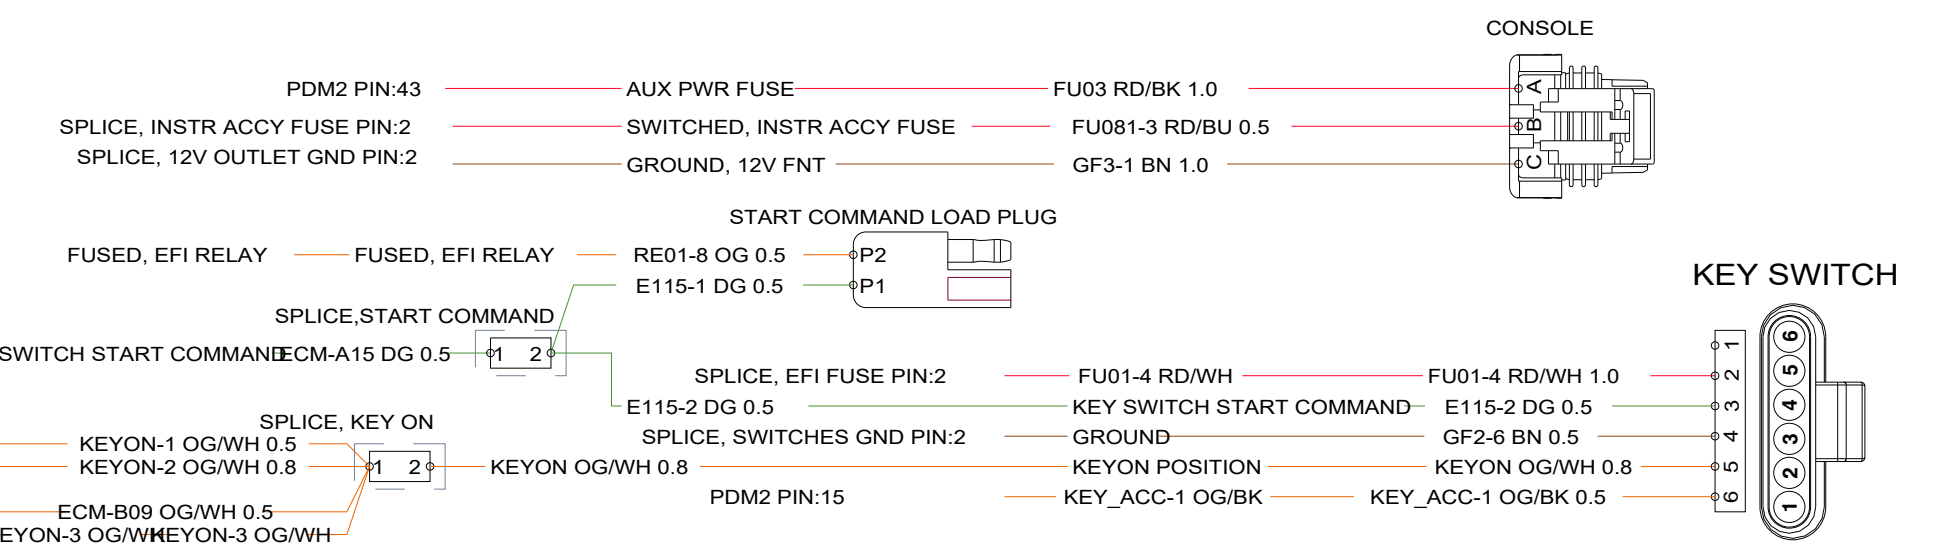 CONSOLE
PDM2 PIN:43 AUX PWR FUSE FU03 RD/BK 1.0 A
SPLICE, INSTR ACCY FUSE PIN:2 SWITCHED, INSTR ACCY FUSE FU081-3 RD/BU 0.5 B
SPLICE, 12V OUTLET GND PIN:2 GROUND, 12V FNT GF3-1 BN 1.0 C
START COMMAND LOAD PLUG
FUSED, EFI RELAY FUSED, EFI RELAY RE01-8 OG 0.5 P2
E115-1 DG 0.5 P1
KEY SWITCH
SPLICE,START COMMAND
SWITCH START COMMAND ECM-A15 DG 0.5 1 2
1
SPLICE, EFI FUSE PIN:2 FU01-4 RD/WH FU01-4 RD/WH 1.0 2
E115-2 DG 0.5 KEY SWITCH START COMMAND E115-2 DG 0.5 3
SPLICE, KEY ON
SPLICE, SWITCHES GND PIN:2 GROUND GF2-6 BN 0.5 4
KEYON-1 OG/WH 0.5
KEYON-2 OG/WH 0.8 1 2 KEYON OG/WH 0.8 KEYON POSITION KEYON OG/WH 0.8 5
PDM2 PIN:15 KEY_ACC-1 OG/BK KEY_ACC-1 OG/BK 0.5 6
ECM-B09 OG/WH 0.5
EYON-3 OG/WH KEYON-3 OG/WH
6
5
4
3
2
1